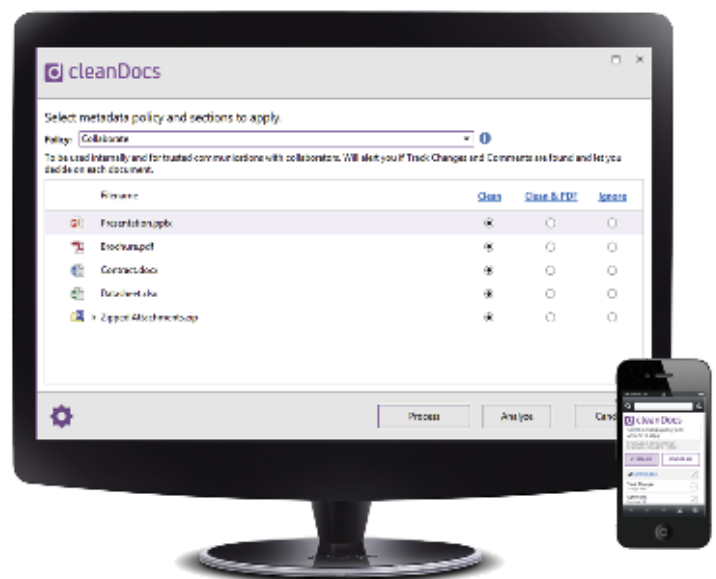 cleanDocs
Select metadata policy and sections to apply.
Policy: Collaborate
To be used internally and for trusted communications with collaborators. Will alert you if Track Changes and Comments are found and let you
decide on each document.
Filename Clean Clean & PDF Ignore
Presentation.pptx
Brochure.pdf
Contract.docx
Datasheet.xlsx
Zipped Attachments.zip
Process Analyze Canc
cleanDocs